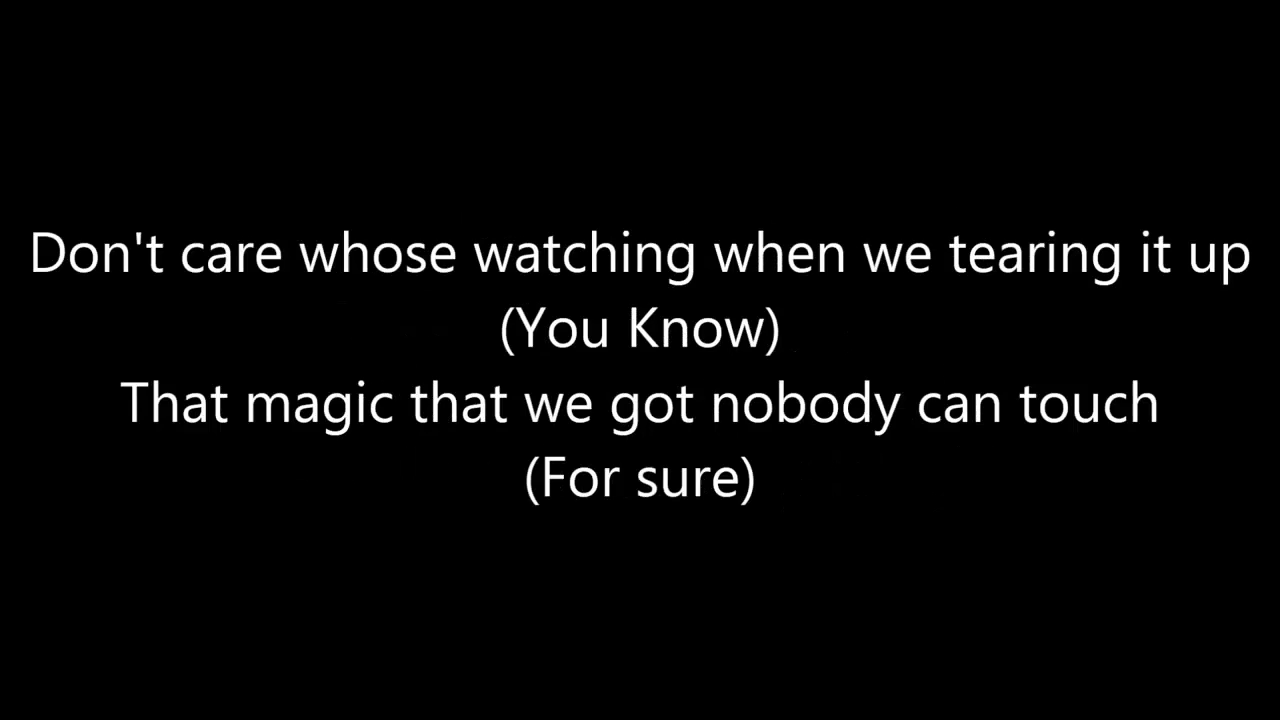 Don't care whose watching when we tearing it up
(You Know)
That magic that we got nobody can touch
(For sure)